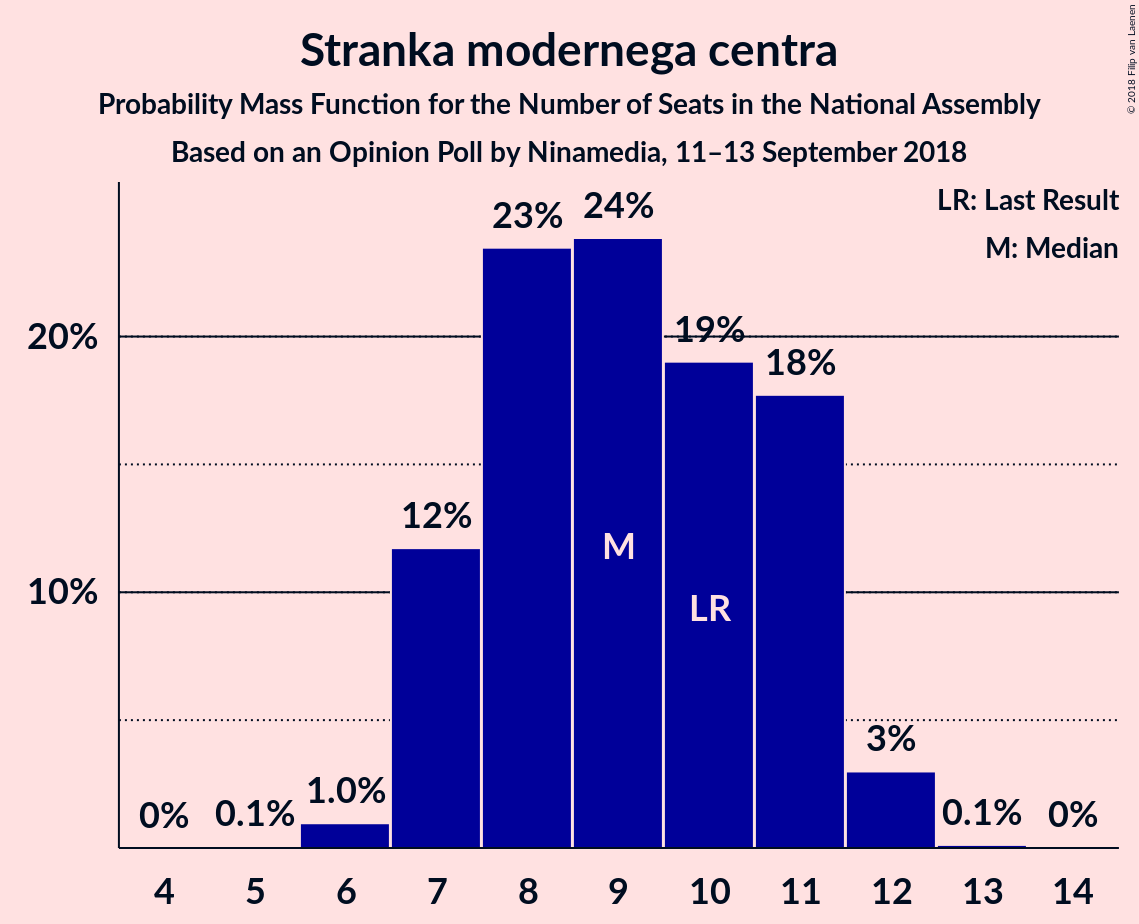 Stranka modernega centra
Probability Mass Function for the Number of Seats in the National Assembly
Based on an Opinion Poll by Ninamedia, 11–13 September 2018
© 2018 Filip van Laenen
LR: Last Result
M: Median
20%
10%
0%
0.1%
1.0%
12%
23%
24%
19%
18%
3%
0.1%
0%
M
LR
4 5 6 7 8 9 10 11 12 13 14